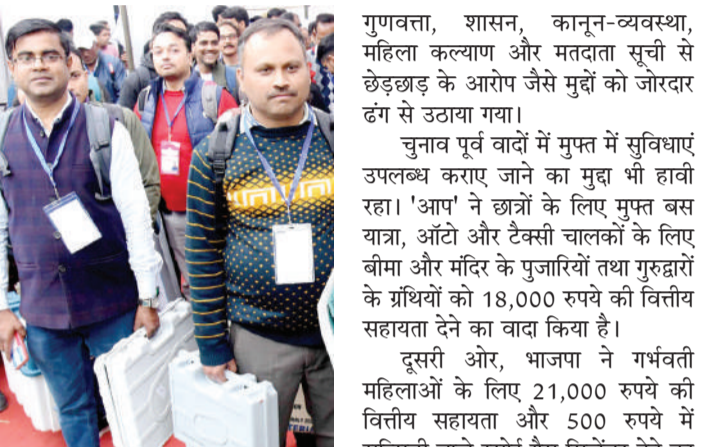 गुणवत्ता, शासन, कानून-व्यवस्था,
महिला कल्याण और मतदाता सूची से
छेड़छाड़ के आरोप जैसे मुद्दों को जोरदार
ढंग से उठाया गया।
चुनाव पूर्व वादों में मुफ्त में सुविधाएं
उपलब्ध कराए जाने का मुद्दा भी हावी
रहा। 'आप' ने छात्रों के लिए मुफ्त बस
यात्रा, ऑटो और टैक्सी चालकों के लिए
बीमा और मंदिर के पुजारियों तथा गुरुद्वारों
के ग्रंथियों को 18,000 रुपये की वित्तीय
सहायता देने का वादा किया है।
दूसरी ओर, भाजपा ने गर्भवती
महिलाओं के लिए 21,000 रुपये की
वित्तीय सहायता और 500 रुपये में